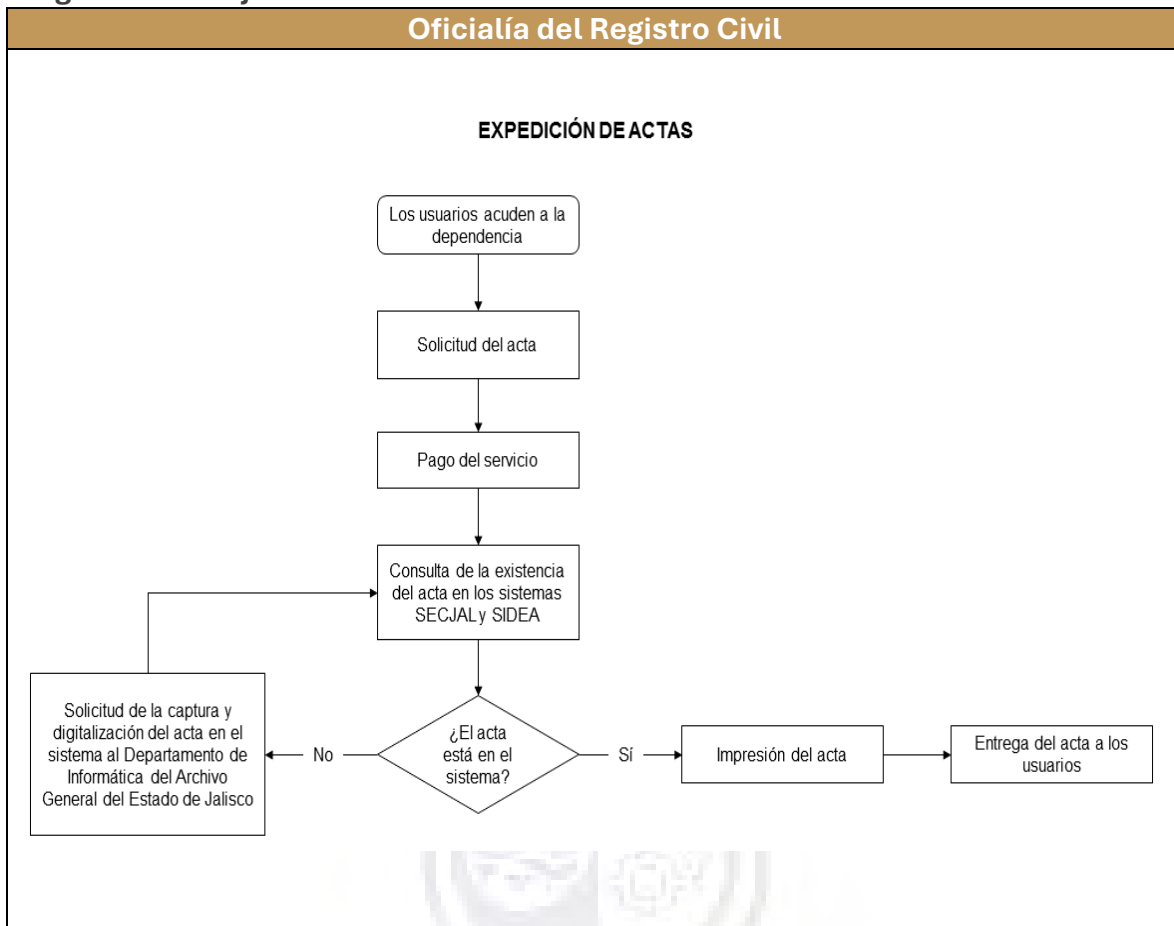 Oficialía del Registro Civil
EXPEDICIÓN DE ACTAS
Los usuarios acuden a la
dependencia
Solicitud del acta
Pago del servicio
Consulta de la existencia
del acta en los sistemas
SECJAL y SIDEA
Solicitud de la captura y
digitalización del acta en el
sistema al Departamento de
Informática del Archivo
General del Estado de Jalisco
No
¿El acta
está en el
sistema?
Sí
Impresión del acta
Entrega del acta a los
usuarios